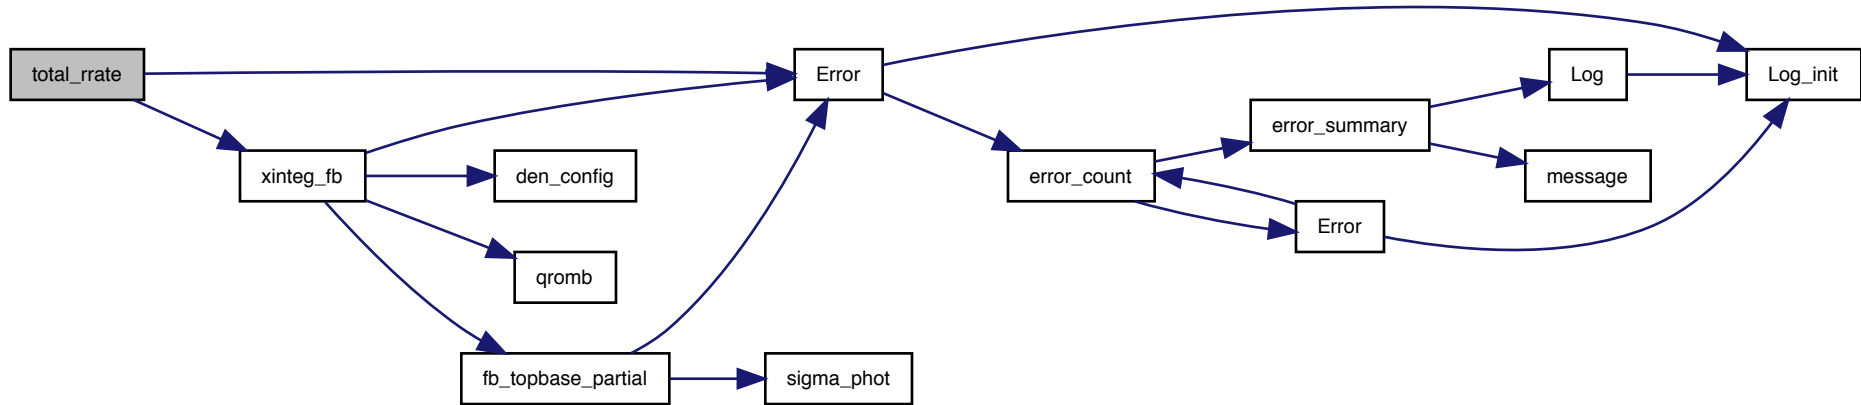 total_rrate
Error
Log
Log_init
error_summary
xinteg_fb
den_config
error_count
message
Error
qromb
fb_topbase_partial
sigma_phot